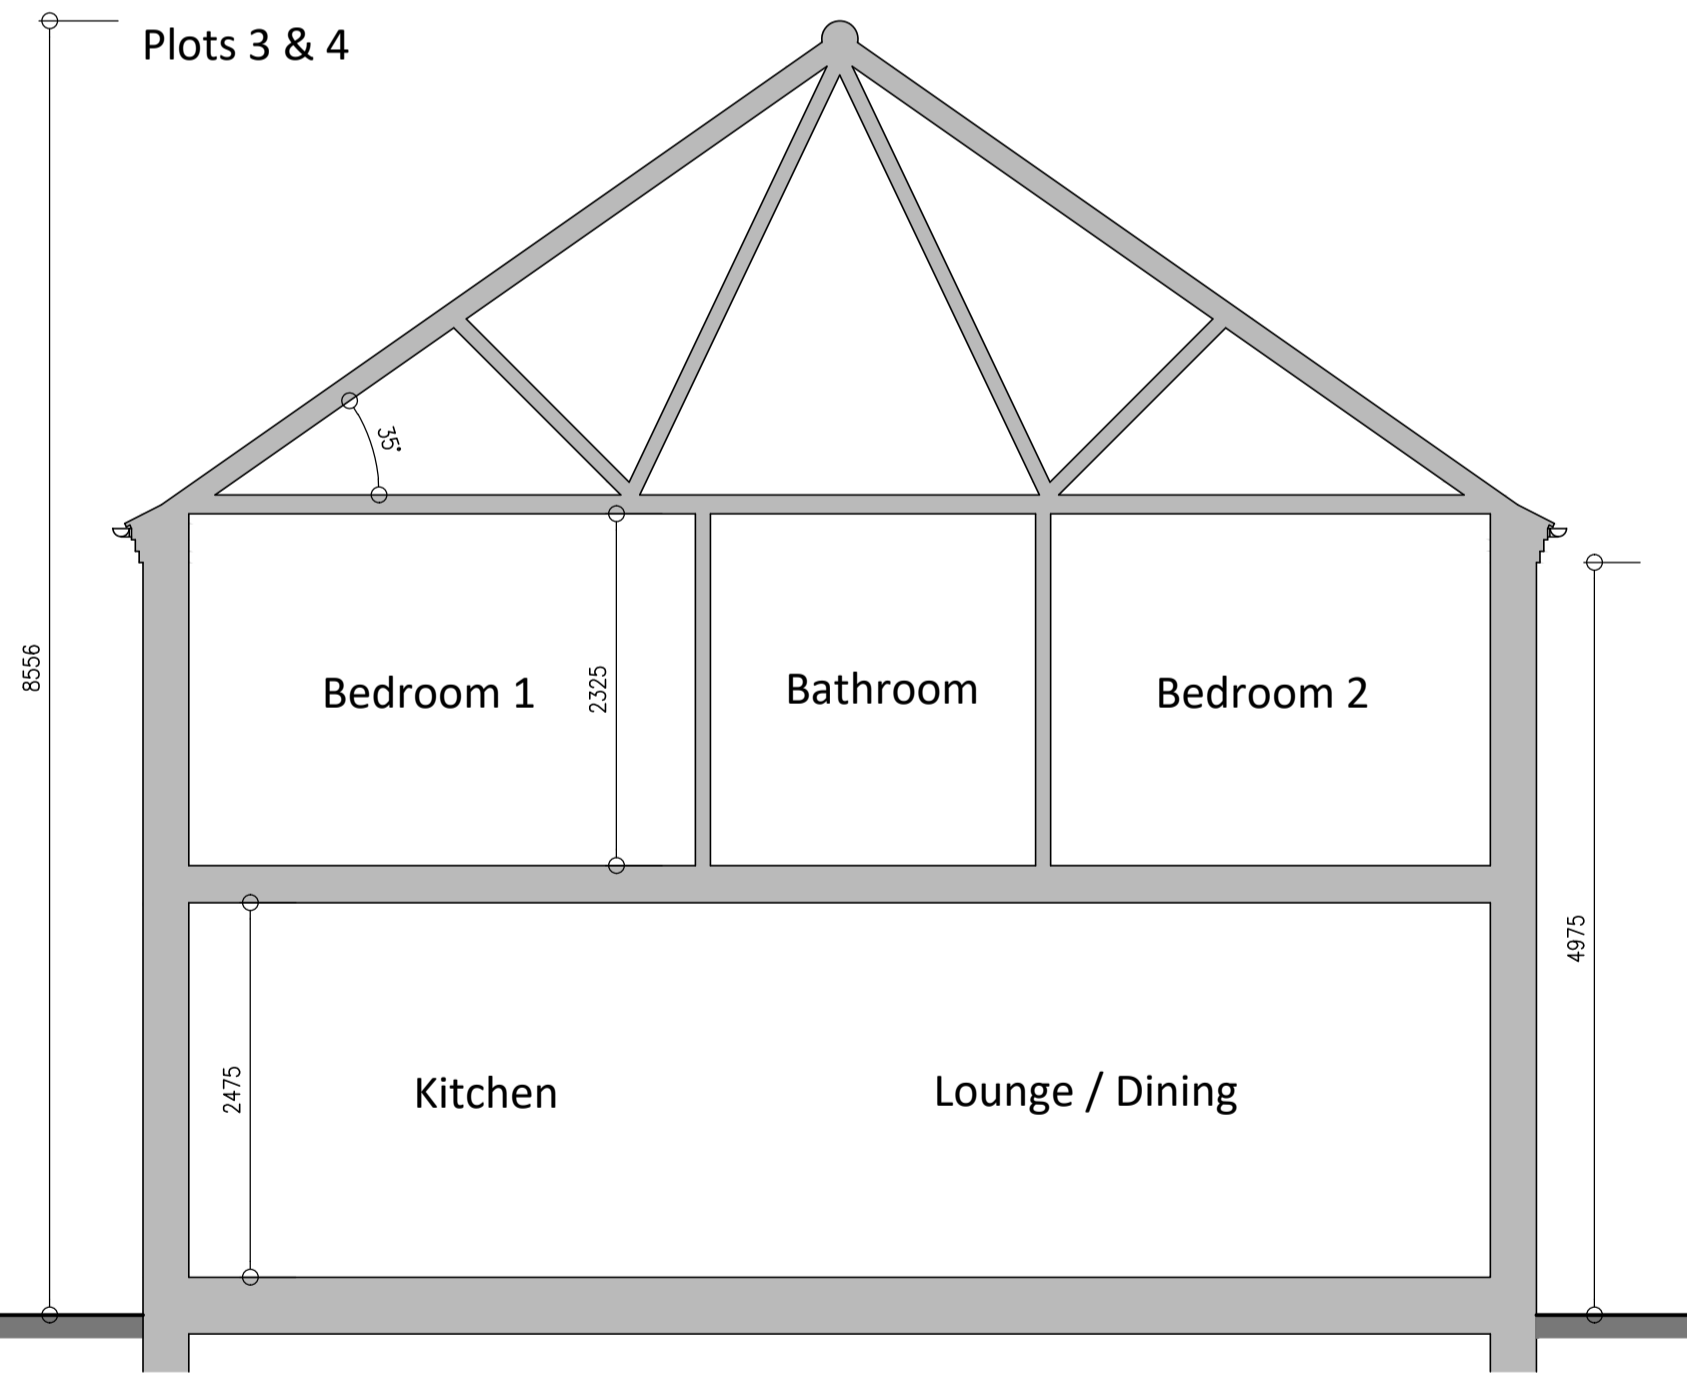 Plots 3 & 4
35°
8556
Bedroom 1
2325
Bathroom
Bedroom 2
4975
2475
Kitchen
Lounge / Dining